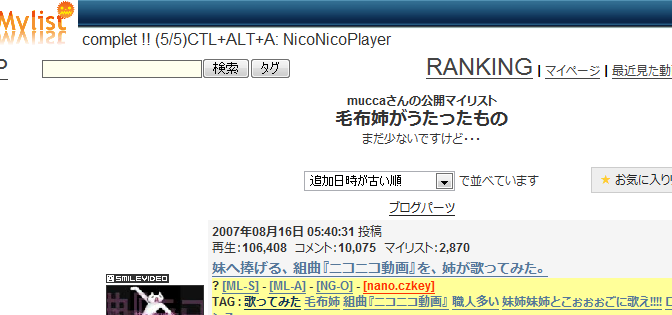 Mylist
complet !! (5/5)CTL+ALT+A: NicoNicoPlayer
検索 タグ RANKING | マイページ | 最近見た動
muccaさんの公開マイリスト
毛布姉がうたったもの
まだ少ないですけど・・・
追加日時が古い順 で並べています ★ お気に入り
ブログパーツ
2007年08月16日 05:40:31 投稿
再生：106,408 コメント：10,075 マイリスト：2,870
妹へ捧げる、組曲『ニコニコ動画』を、姉が歌ってみた。
SMILEVIDEO
? [ML-S] - [ML-A] - [NG-O] - [nano.czkey]
TAG : 歌ってみた 毛布姉 組曲『ニコニコ動画』 職人多い 妹姉妹姉とこぉぉぉごに歌え!!!!